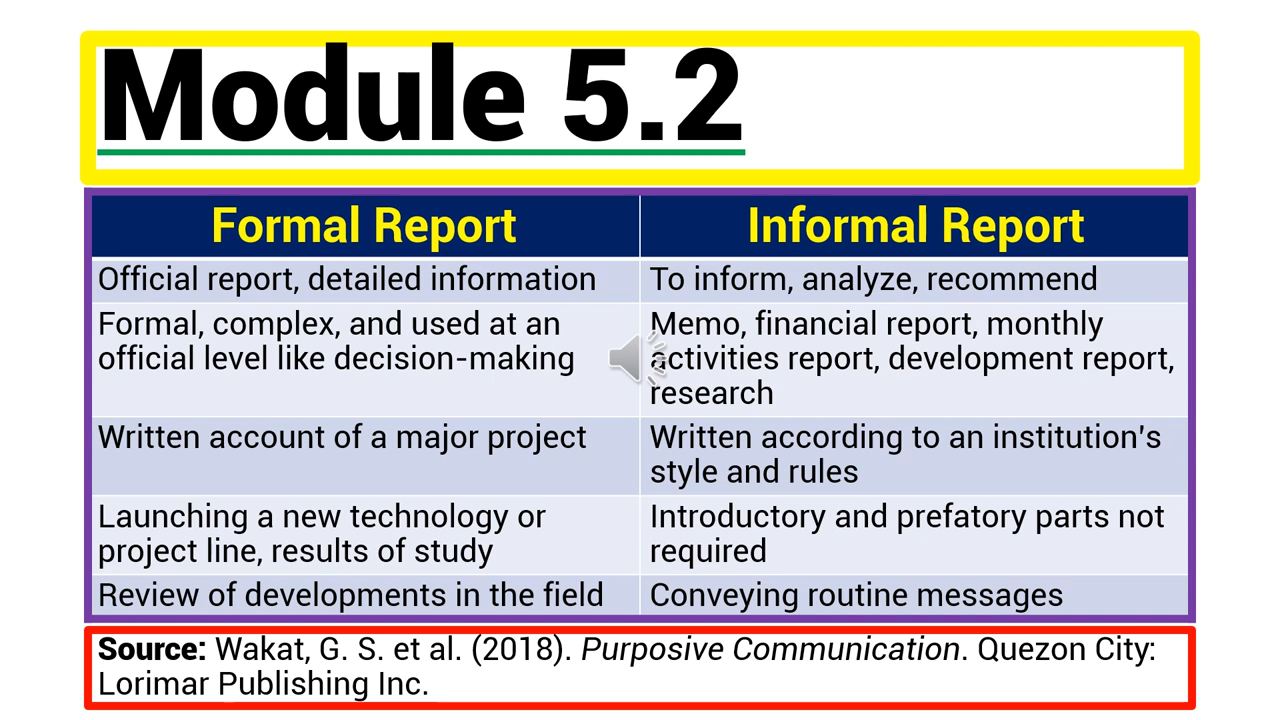 Module 5.2
Formal Report
Informal Report
Official report, detailed information
To inform, analyze, recommend
Formal, complex, and used at an
official level like decision-making
Memo, financial report, monthly
activities report, development report,
research
Written account of a major project
Written according to an institution's
style and rules
Launching a new technology or
project line, results of study
Introductory and prefatory parts not
required
Review of developments in the field
Conveying routine messages
Source: Wakat, G. S. et al. (2018). Purposive Communication. Quezon City:
Lorimar Publishing Inc.